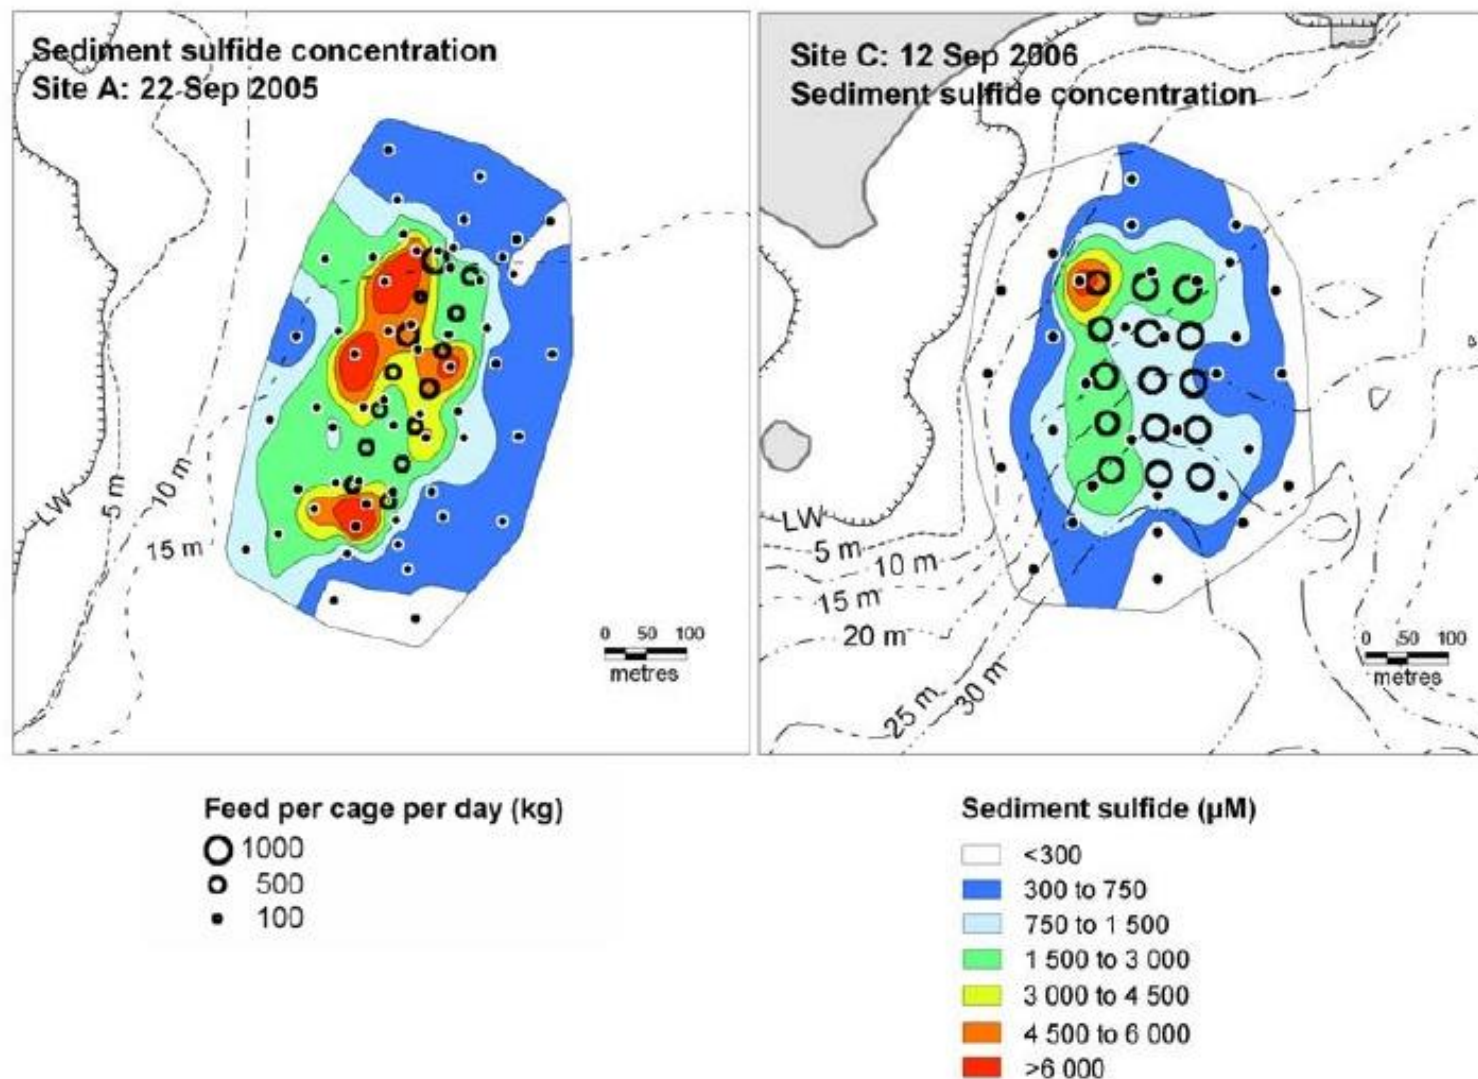 Sediment sulfide concentration
Site A: 22 Sep 2005
LW
5 m
10 m
15 m
0 50 100
metres
Site C: 12 Sep 2006
Sediment sulfide concentration
LW
5 m
10 m
15 m
20 m
25 m
30 m
0 50 100
metres
Feed per cage per day (kg)
1000
500
100
Sediment sulfide (µM)
<300
300 to 750
750 to 1 500
1 500 to 3 000
3 000 to 4 500
4 500 to 6 000
>6 000